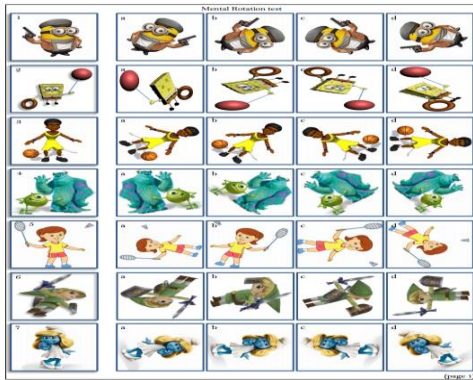 Mental Rotation test
1 a b c d
2 a b c d
3 a b c d
4 a b c d
5 a b c d
6 a b c d
7 a b c d
(page 1